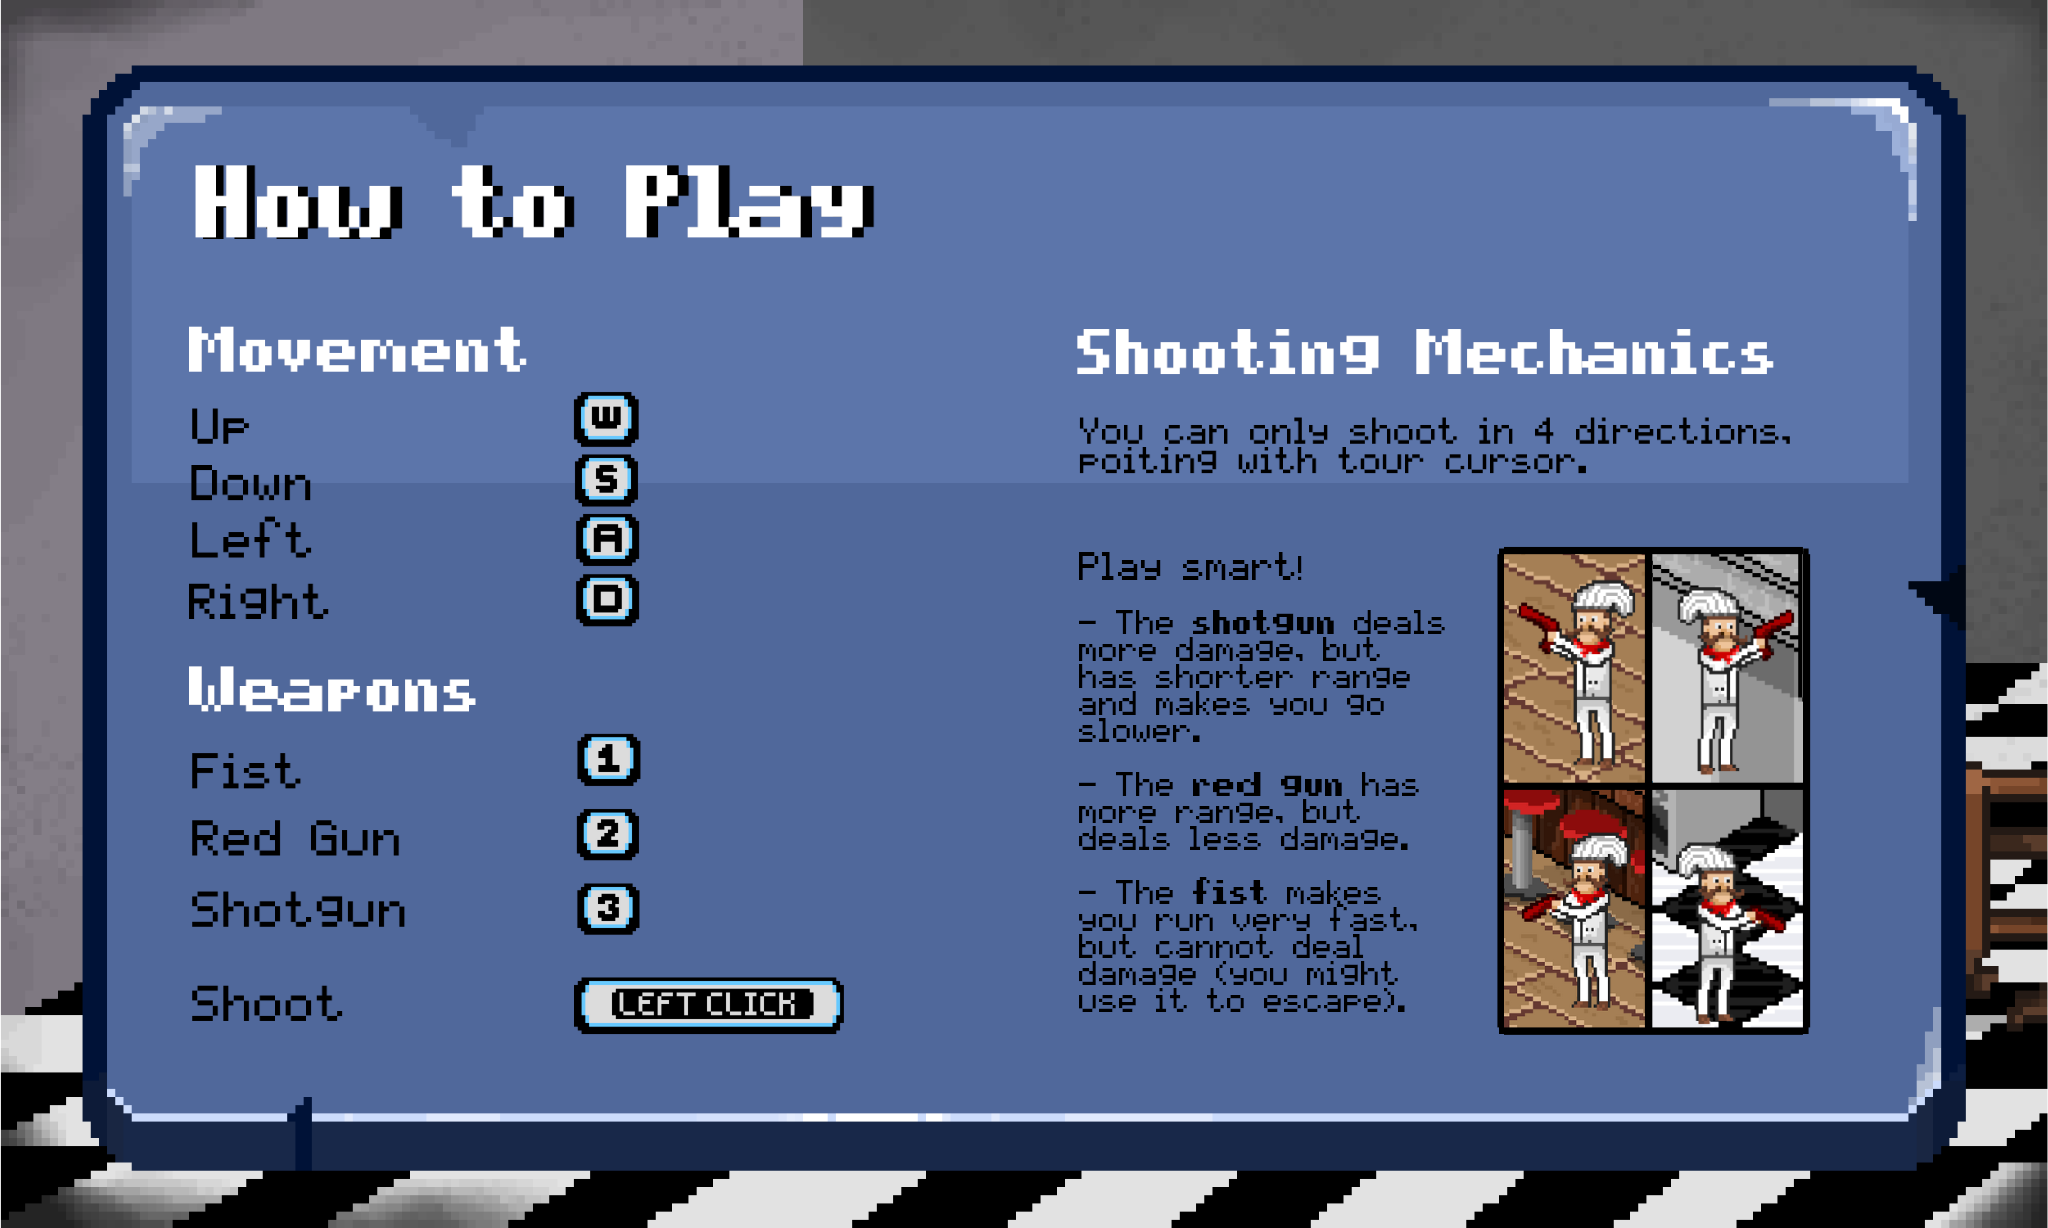 How to Play
Movement
Up W
Down S
Left A
Right D
Weapons
Fist 1
Red Gun 2
Shotgun 3
Shoot LEFT CLICK
Shooting Mechanics
You can only shoot in 4 directions,
poiting with tour cursor.
Play smart!
- The shotgun deals
more damage, but
has shorter range
and makes you go
slower.
- The red gun has
more range, but
deals less damage.
- The fist makes
you run very fast,
but cannot deal
damage (you might
use it to escape).